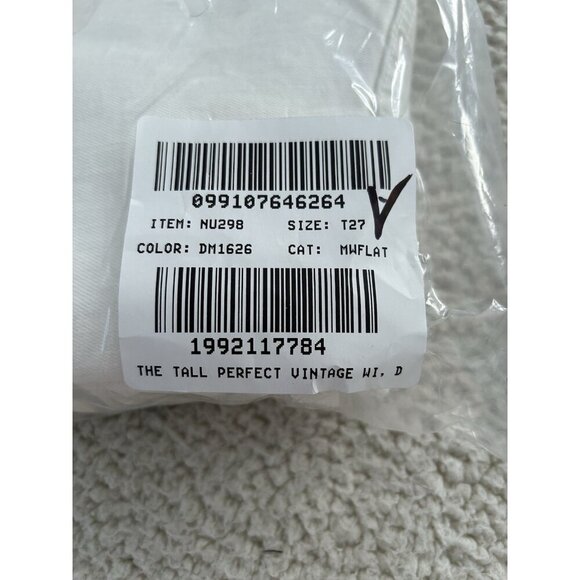 099107646264
ITEM: NU298 SIZE: T27
COLOR: DM1626 CAT: MWFLAT
1992117784
THE TALL PERFECT VINTAGE WI, D